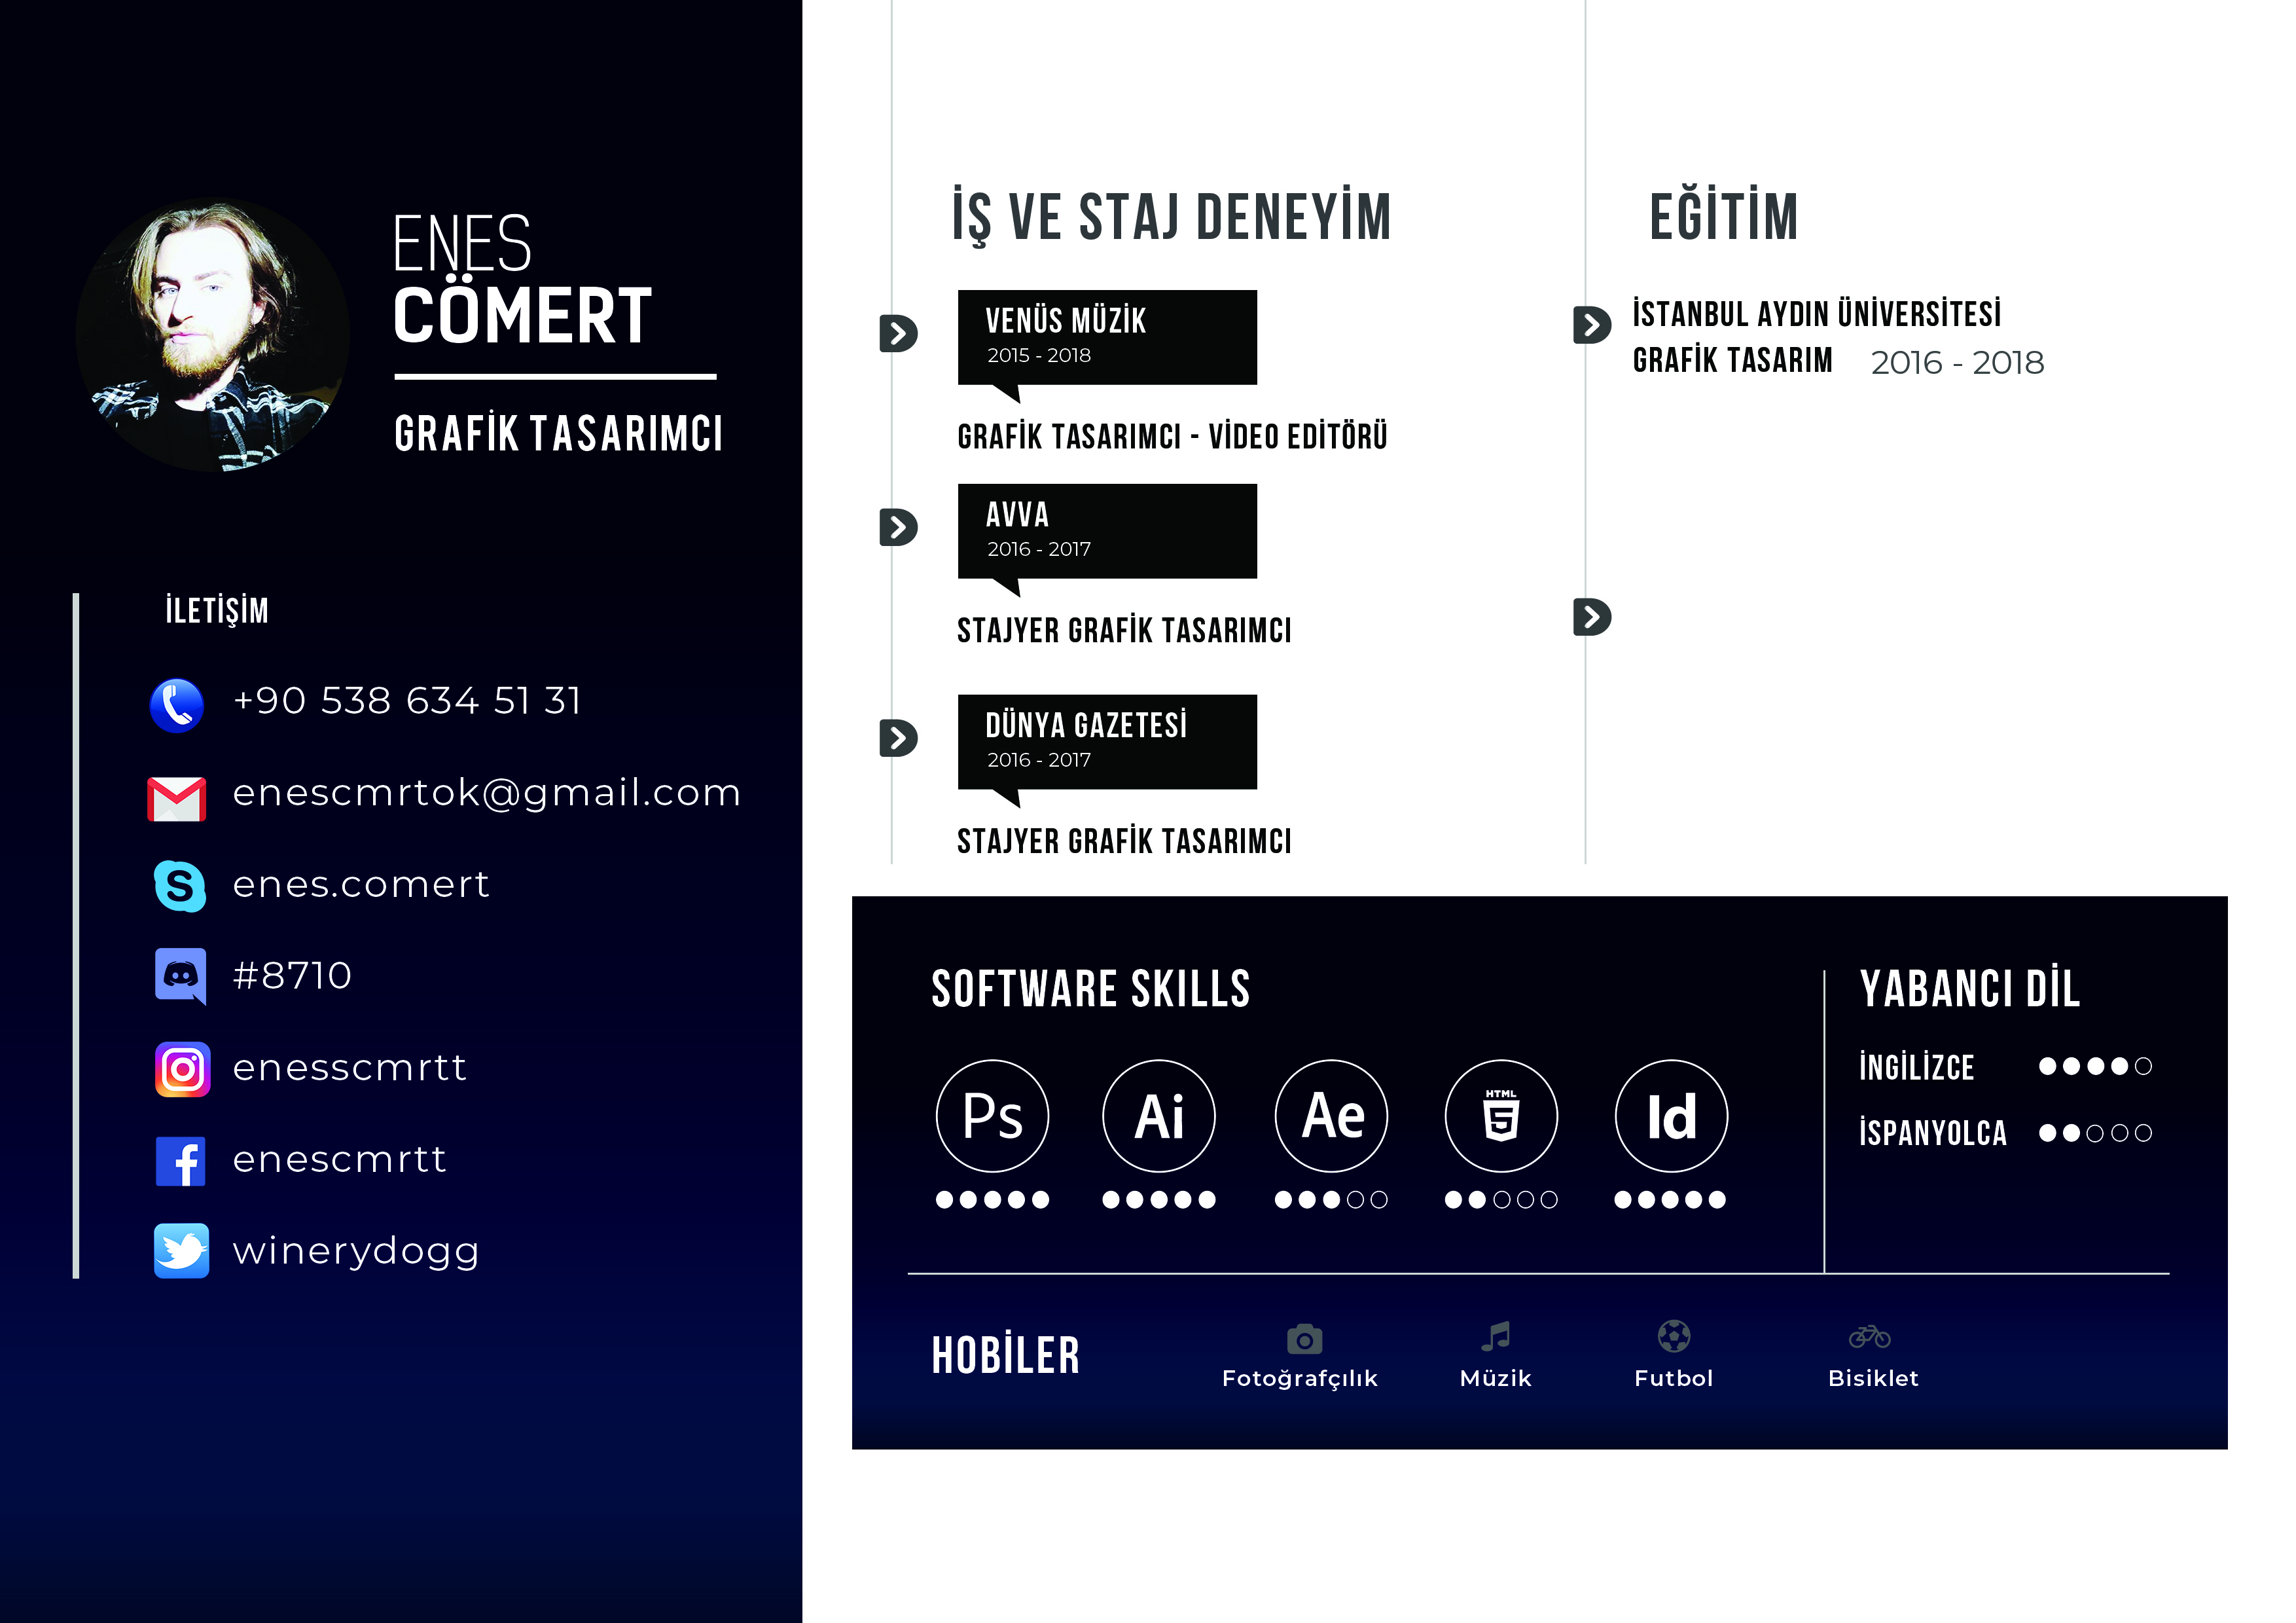 ENES
CÖMERT
GRAFİK TASARIMCI
İLETİŞİM
+90 538 634 51 31
enescmrtok@gmail.com
enes.comert
#8710
enesscmrtt
enescmrtt
winerydogg
İŞ VE STAJ DENEYİM
VENÜS MÜZİK
2015 - 2018
GRAFİK TASARIMCI - VİDEO EDİTÖRÜ
AVVA
2016 - 2017
STAJYER GRAFİK TASARIMCI
DÜNYA GAZETESİ
2016 - 2017
STAJYER GRAFİK TASARIMCI
EĞİTİM
İSTANBUL AYDIN ÜNİVERSİTESİ
GRAFİK TASARIM 2016 - 2018
SOFTWARE SKILLS
Ps Ai Ae HTML 5 Id
YABANCI DİL
İNGİLİZCE
İSPANYOLCA
HOBİLER
Fotoğrafçılık Müzik Futbol Bisiklet